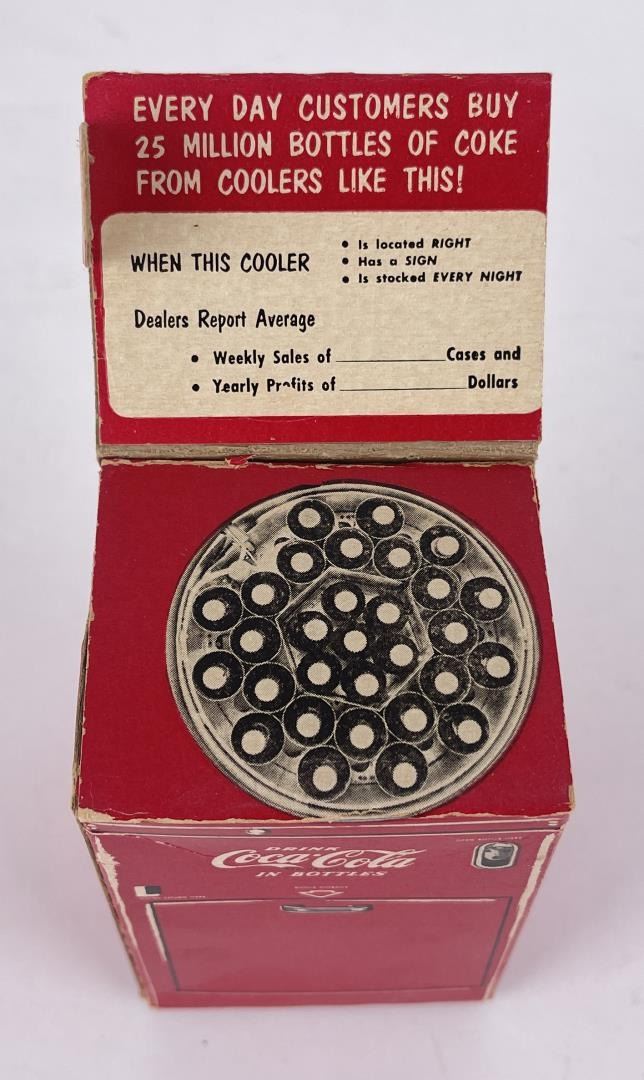 EVERY DAY CUSTOMERS BUY
25 MILLION BOTTLES OF COKE
FROM COOLERS LIKE THIS!
WHEN THIS COOLER
• Is located RIGHT
• Has a SIGN
• Is stocked EVERY NIGHT
Dealers Report Average
• Weekly Sales of ____________ Cases and
• Yearly Profits of ______________ Dollars
DRINK
Coca-Cola
IN BOTTLES